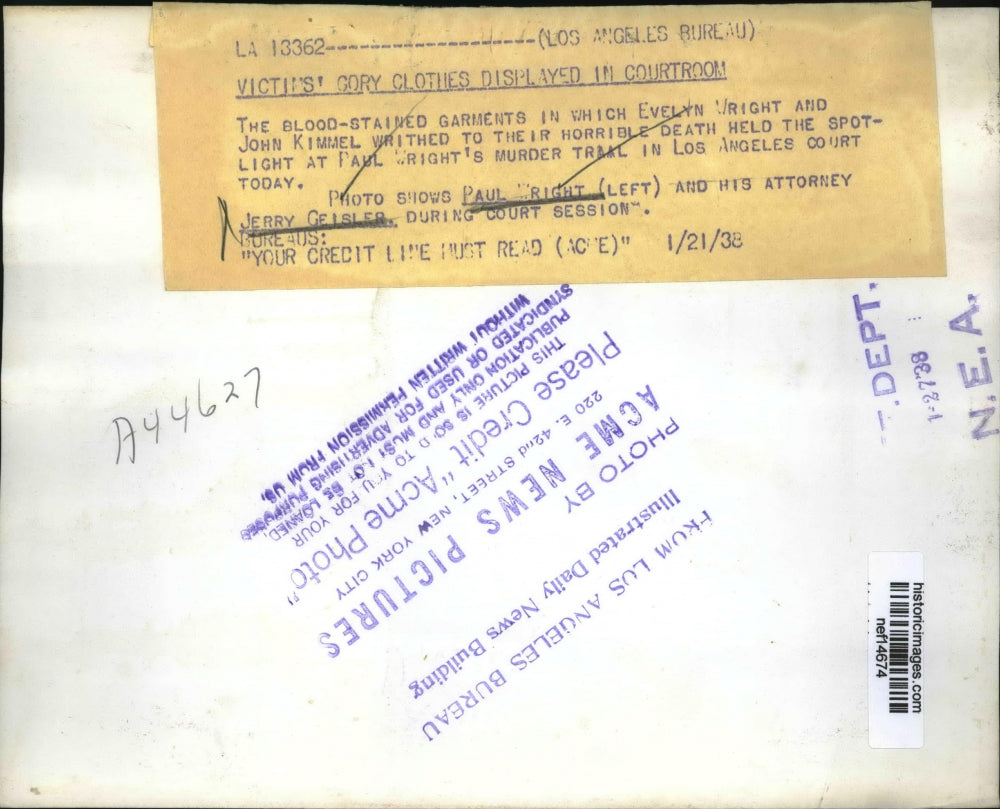 LA 13362--------------------(LOS ANGELES BUREAU)
VICTIMS' GORY CLOTHES DISPLAYED IN COURTROOM
THE BLOOD-STAINED GARMENTS IN WHICH EVELYN WRIGHT AND
JOHN KIMMEL WRITHED TO THEIR HORRIBLE DEATH HELD THE SPOT-
LIGHT AT PAUL WRIGHT'S MURDER TRAAL IN LOS ANGELES COURT
TODAY.
PHOTO SHOWS PAUL WRIGHT (LEFT) AND HIS ATTORNEY
JERRY GEISLER, DURING COURT SESSION".
BUREAUS:
"YOUR CREDIT LINE MUST READ (ACME)" 1/21/38
A44627
THIS PICTURE IS SOLD TO YOU FOR YOUR
PUBLICATION ONLY AND MUST NOT BE LOANED,
SYNDICATED OR USED FOR ADVERTISING PURPOSES
WITHOUT WRITTEN PERMISSION FROM US.
Please Credit "Acme Photo"
220 E. 42nd STREET, NEW YORK CITY
ACME NEWS PICTURES
PHOTO BY
Illustrated Daily News Building
FROM LOS ANGELES BUREAU
DEPT.
N.E.A.
historicimages.com
nef14674